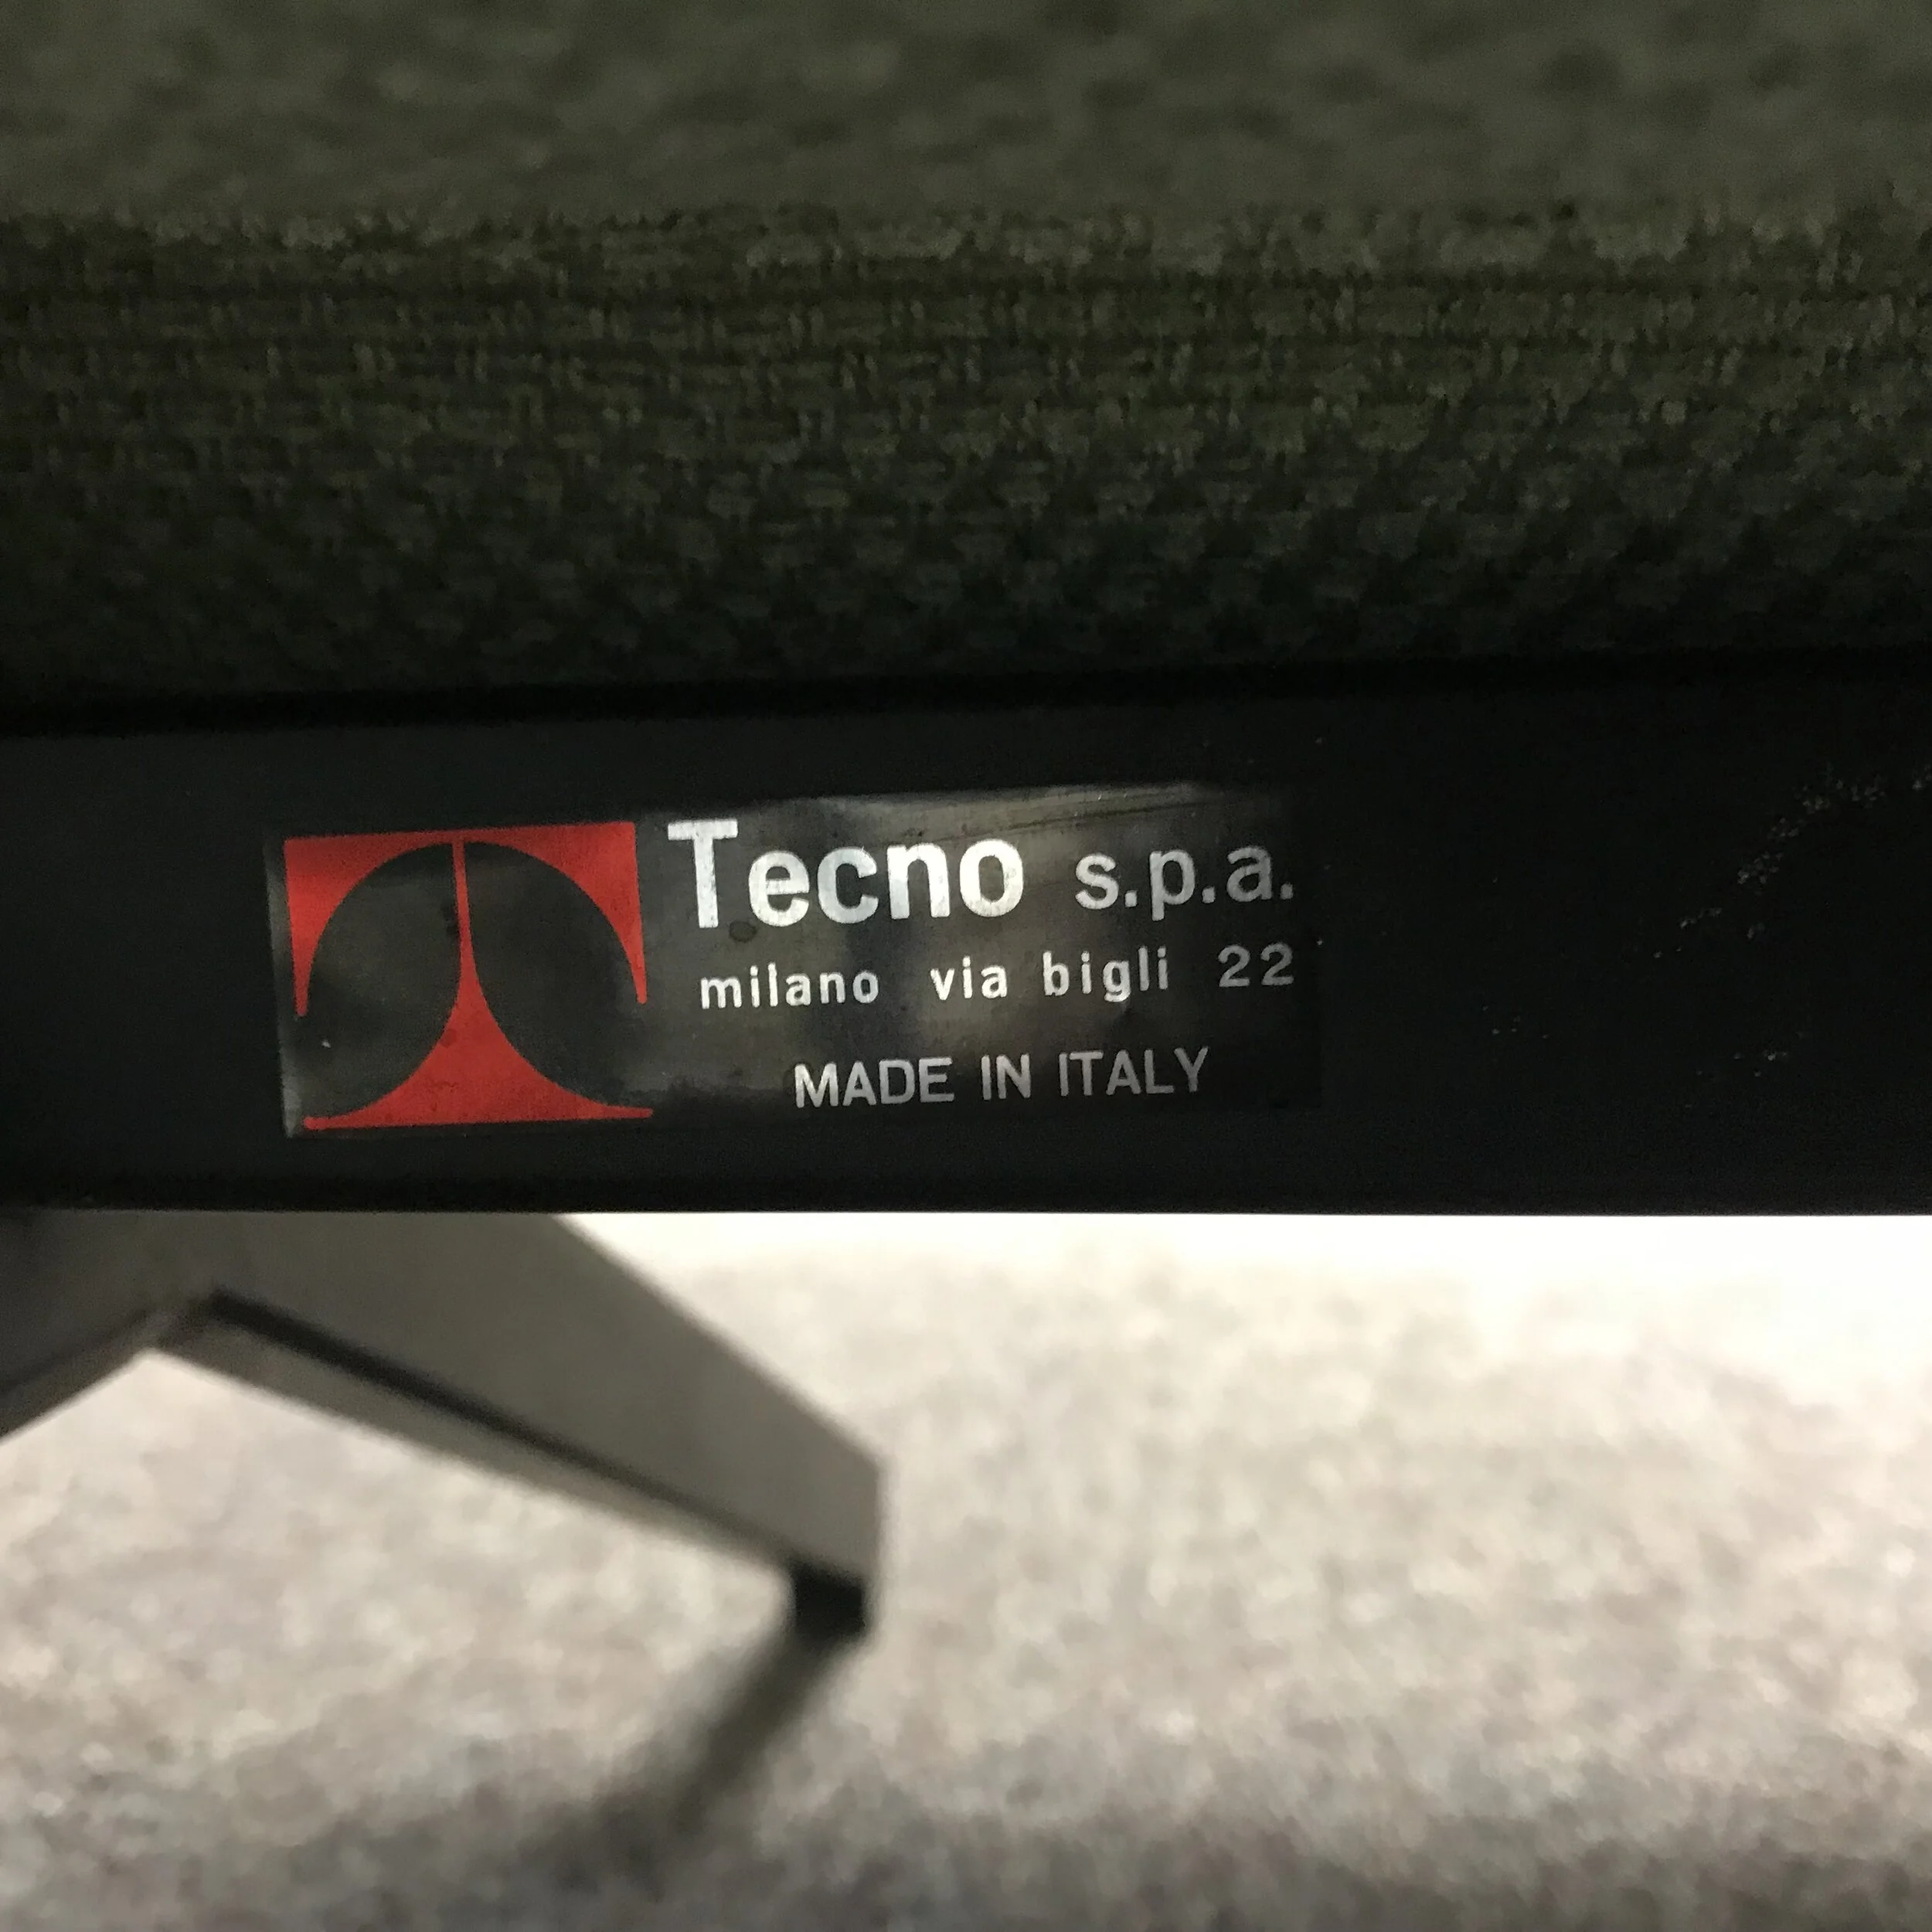 Tecno s.p.a.
milano via bigli 22
MADE IN ITALY